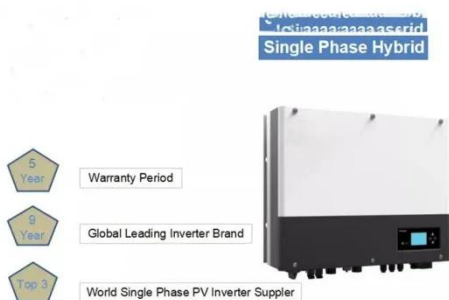 Single Phase Hybrid
5
Year
Warranty Period
9
Year
Global Leading Inverter Brand
Top 3
World Single Phase PV Inverter Suppler